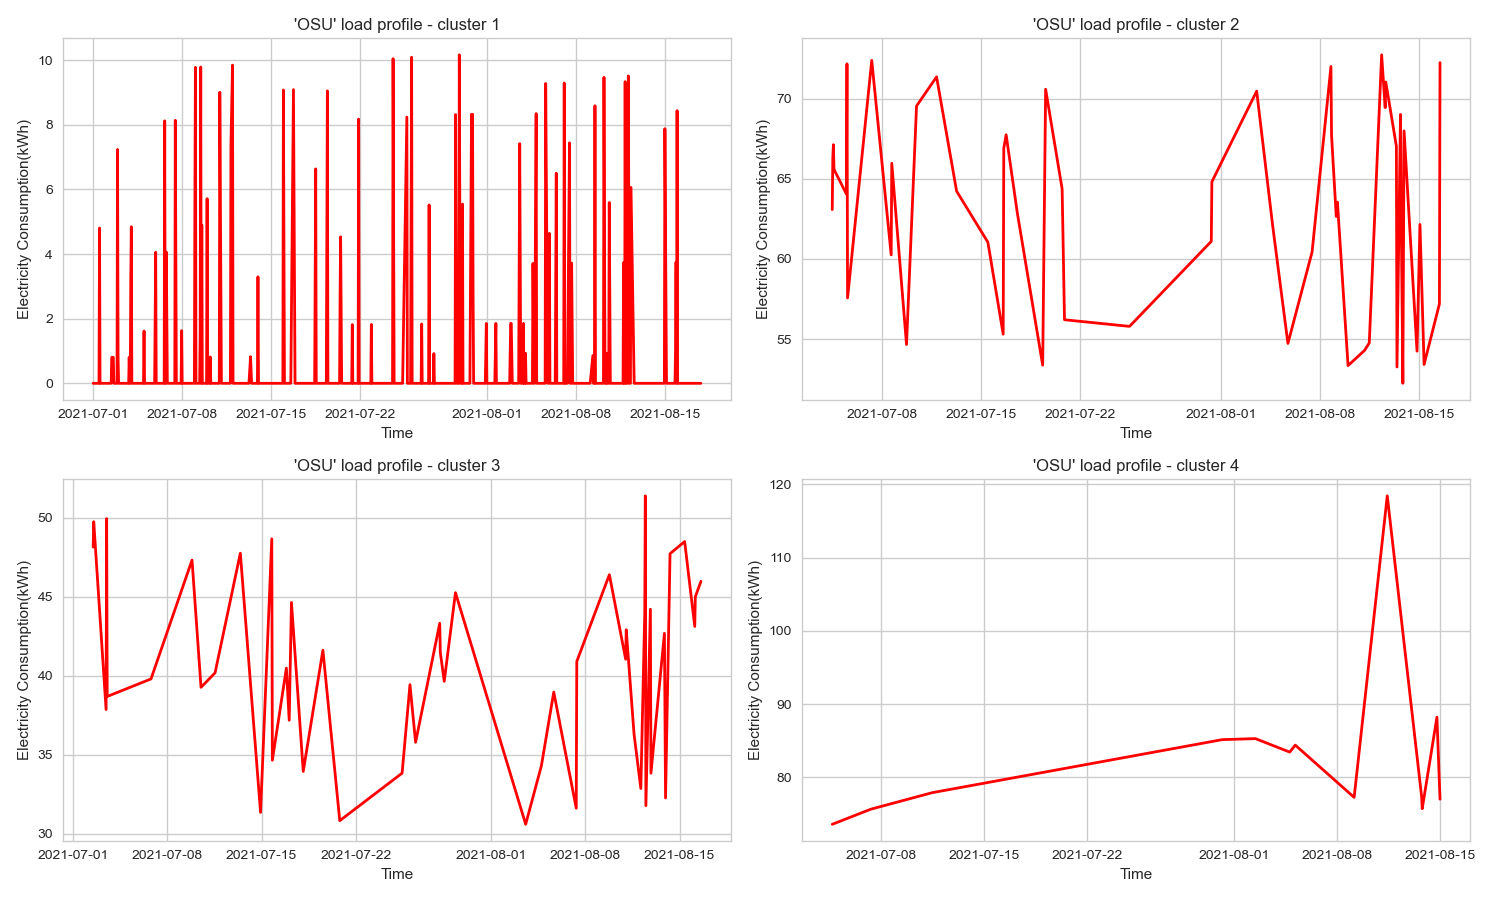 'OSU' load profile - cluster 1
Electricity Consumption(kWh)
10
8
6
4
2
0
2021-07-01 2021-07-08 2021-07-15 2021-07-22 2021-08-01 2021-08-08 2021-08-15
Time
'OSU' load profile - cluster 2
Electricity Consumption(kWh)
70
65
60
55
2021-07-08 2021-07-15 2021-07-22 2021-08-01 2021-08-08 2021-08-15
Time
'OSU' load profile - cluster 3
Electricity Consumption(kWh)
50
45
40
35
30
2021-07-01 2021-07-08 2021-07-15 2021-07-22 2021-08-01 2021-08-08 2021-08-15
Time
'OSU' load profile - cluster 4
Electricity Consumption(kWh)
120
110
100
90
80
2021-07-08 2021-07-15 2021-07-22 2021-08-01 2021-08-08 2021-08-15
Time